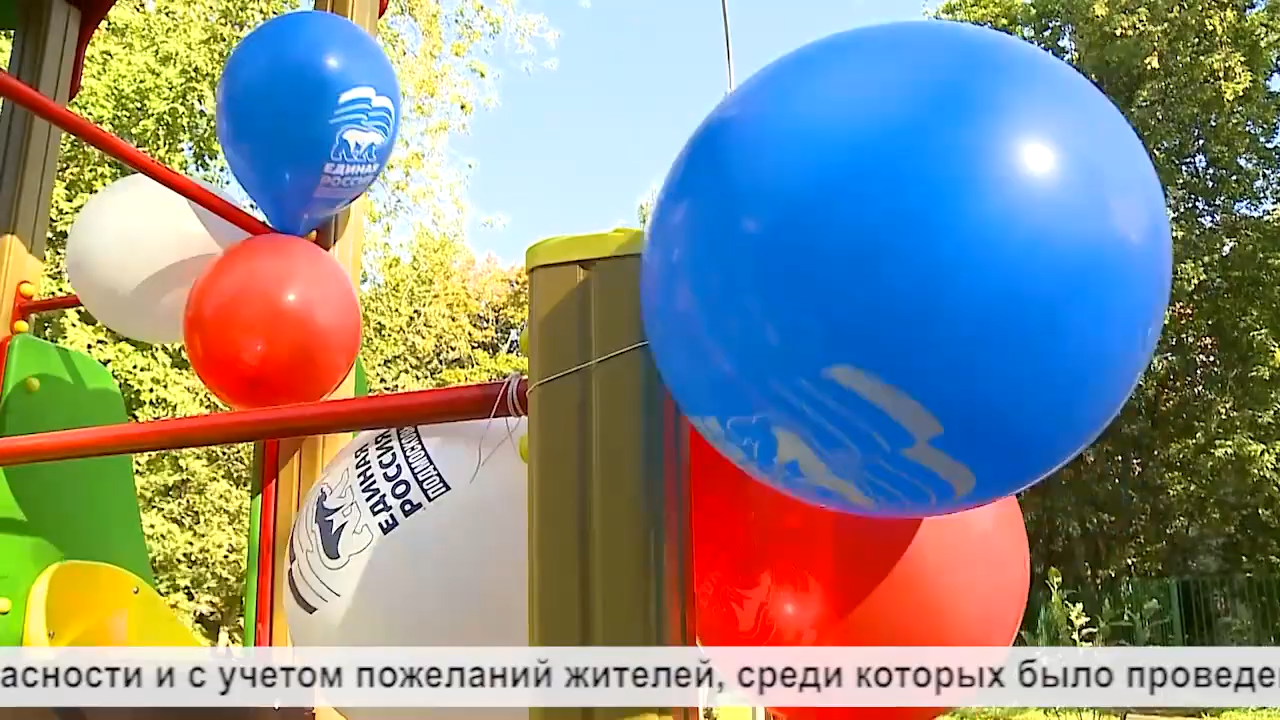 ЕДИНАЯ
РОССИЯ
ЕДИНАЯ
РОССИЯ
асности и с учетом пожеланий жителей, среди которых было проведе